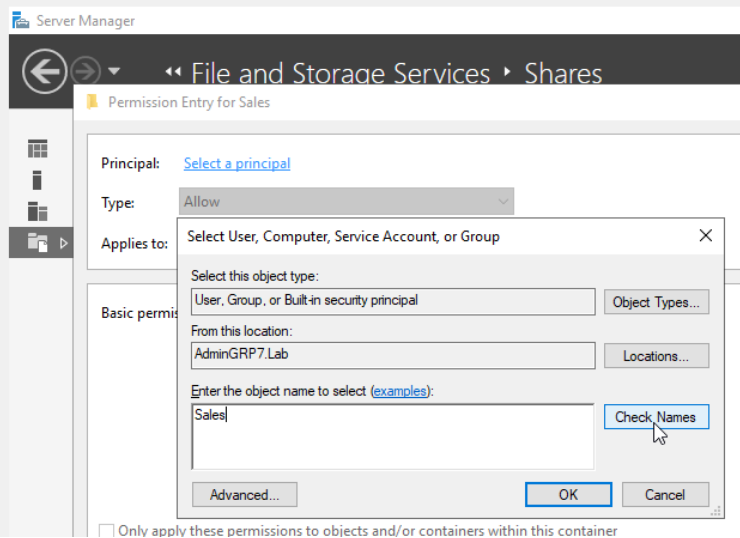 Server Manager
File and Storage Services Shares
Permission Entry for Sales
Principal: Select a principal
Type: Allow
Applies to:
Select User, Computer, Service Account, or Group
Select this object type:
User, Group, or Built-in security principal
Object Types...
From this location:
AdminGRP7.Lab
Locations...
Basic permis
Enter the object name to select (examples):
Sales
Check Names
Advanced... OK Cancel
Only apply these permissions to objects and/or containers within this container